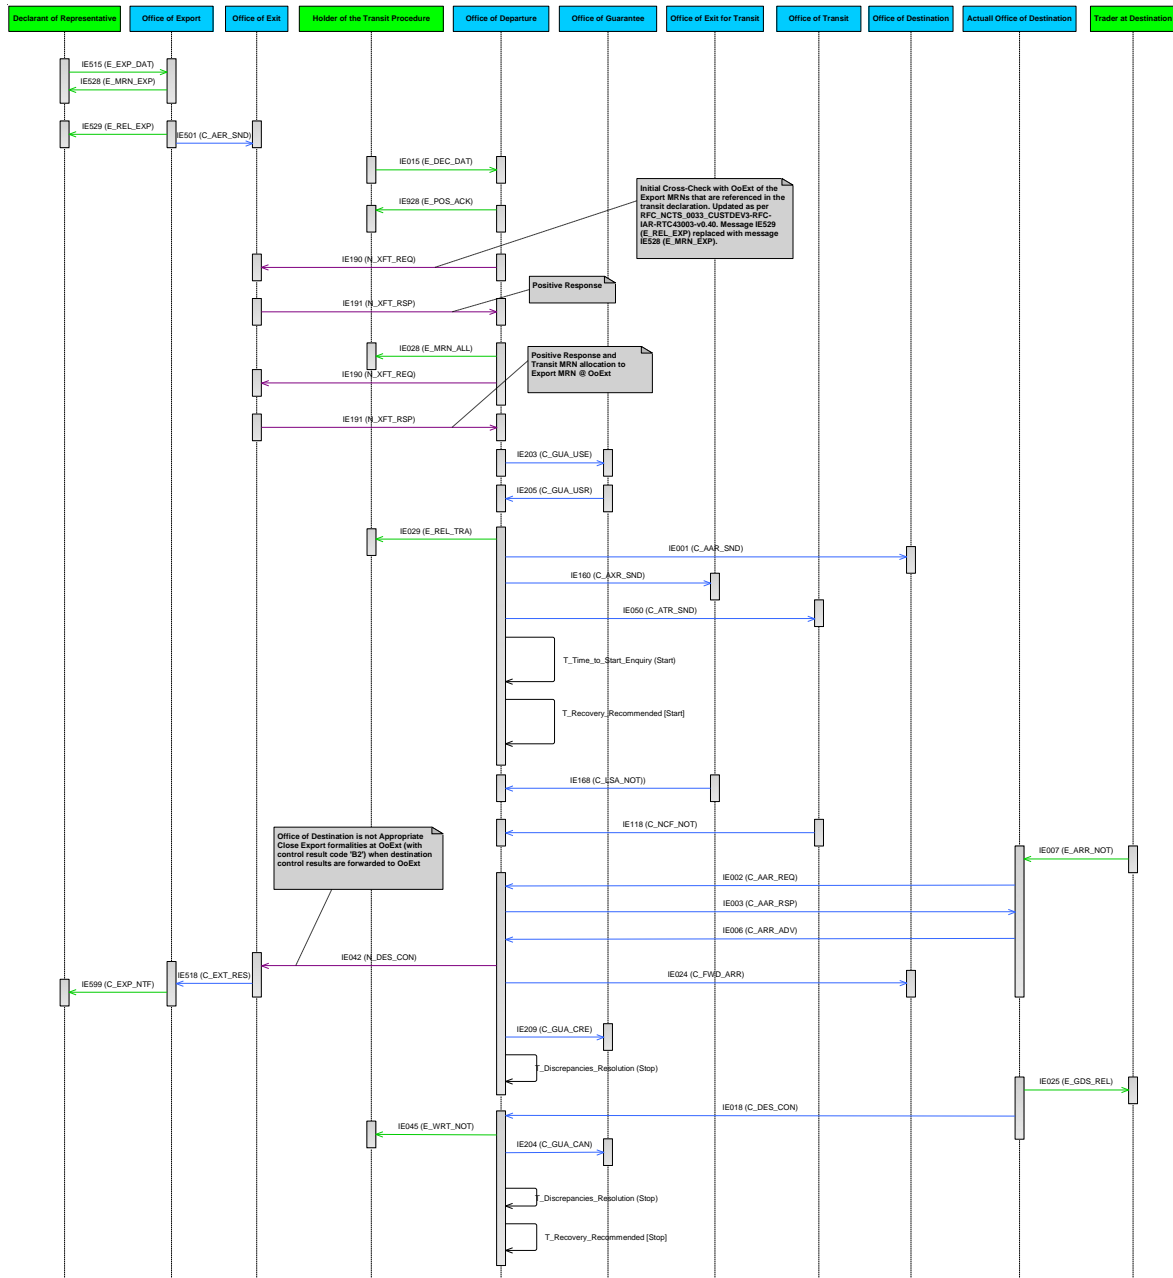 Declarant of Representative
Office of Export
Office of Exit
Holder of the Transit Procedure
Office of Departure
Office of Guarantee
Office of Exit for Transit
Office of Transit
Office of Destination
Actuall Office of Destination
Trader at Destination
IE515 (E_EXP_DAT)
IE528 (E_MRN_EXP)
IE529 (E_REL_EXP)
IE501 (C_AER_SND)
IE015 (E_DEC_DAT)
Initial Cross-Check with OoExt of the
Export MRNs that are referenced in the
transit declaration. Updated as per
RFC_NCTS_0033_CUSTDEV3-RFC-
IAR-RTC43003-v0.40. Message IE529
(E_REL_EXP) replaced with message
IE528 (E_MRN_EXP).
IE928 (E_POS_ACK)
IE190 (N_XFT_REQ)
Positive Response
IE191 (N_XFT_RSP)
IE028 (E_MRN_ALL)
Positive Response and
Transit MRN allocation to
Export MRN @ OoExt
IE190 (N_XFT_REQ)
IE191 (N_XFT_RSP)
IE203 (C_GUA_USE)
IE205 (C_GUA_USR)
IE029 (E_REL_TRA)
IE001 (C_AAR_SND)
IE160 (C_AXR_SND)
IE050 (C_ATR_SND)
T_Time_to_Start_Enquiry (Start)
T_Recovery_Recommended [Start]
IE168 (C_LSA_NOT))
IE118 (C_NCF_NOT)
Office of Destination is not Appropriate
Close Export formalities at OoExt (with
control result code 'B2') when destination
control results are forwarded to OoExt
IE007 (E_ARR_NOT)
IE002 (C_AAR_REQ)
IE003 (C_AAR_RSP)
IE006 (C_ARR_ADV)
IE042 (N_DES_CON)
IE518 (C_EXT_RES)
IE024 (C_FWD_ARR)
IE599 (C_EXP_NTF)
IE209 (C_GUA_CRE)
T_Discrepancies_Resolution (Stop)
IE025 (E_GDS_REL)
IE018 (C_DES_CON)
IE045 (E_WRT_NOT)
IE204 (C_GUA_CAN)
T_Discrepancies_Resolution (Stop)
T_Recovery_Recommended [Stop]